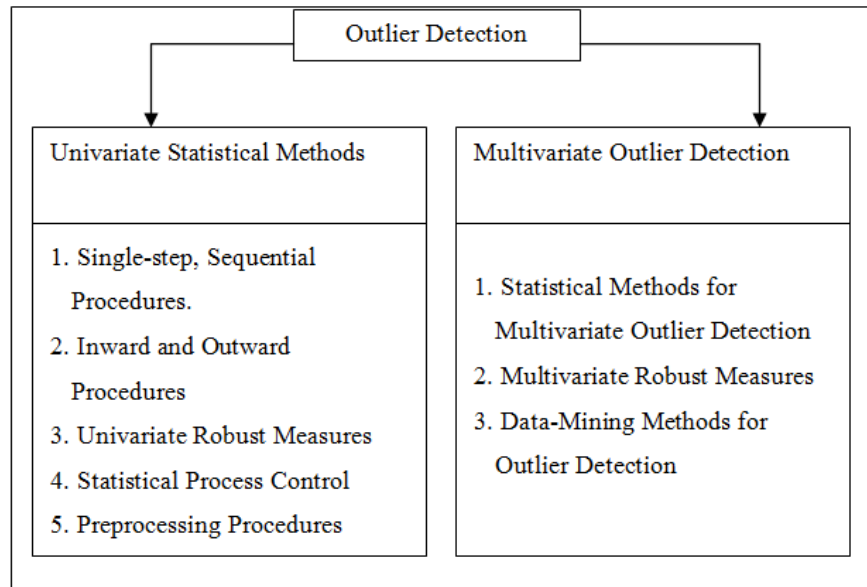 Outlier Detection
Univariate Statistical Methods
1. Single-step, Sequential
Procedures.
2. Inward and Outward
Procedures
3. Univariate Robust Measures
4. Statistical Process Control
5. Preprocessing Procedures
Multivariate Outlier Detection
1. Statistical Methods for
Multivariate Outlier Detection
2. Multivariate Robust Measures
3. Data-Mining Methods for
Outlier Detection